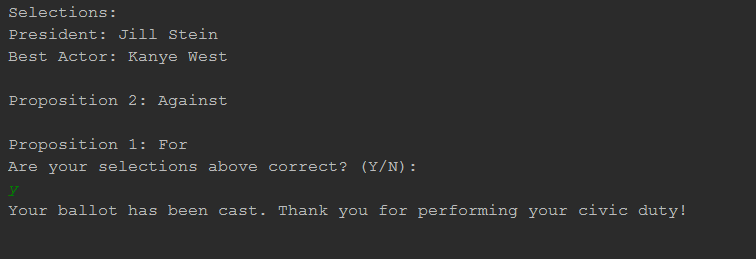 Selections:
President: Jill Stein
Best Actor: Kanye West
Proposition 2: Against
Proposition 1: For
Are your selections above correct? (Y/N):
y
Your ballot has been cast. Thank you for performing your civic duty!